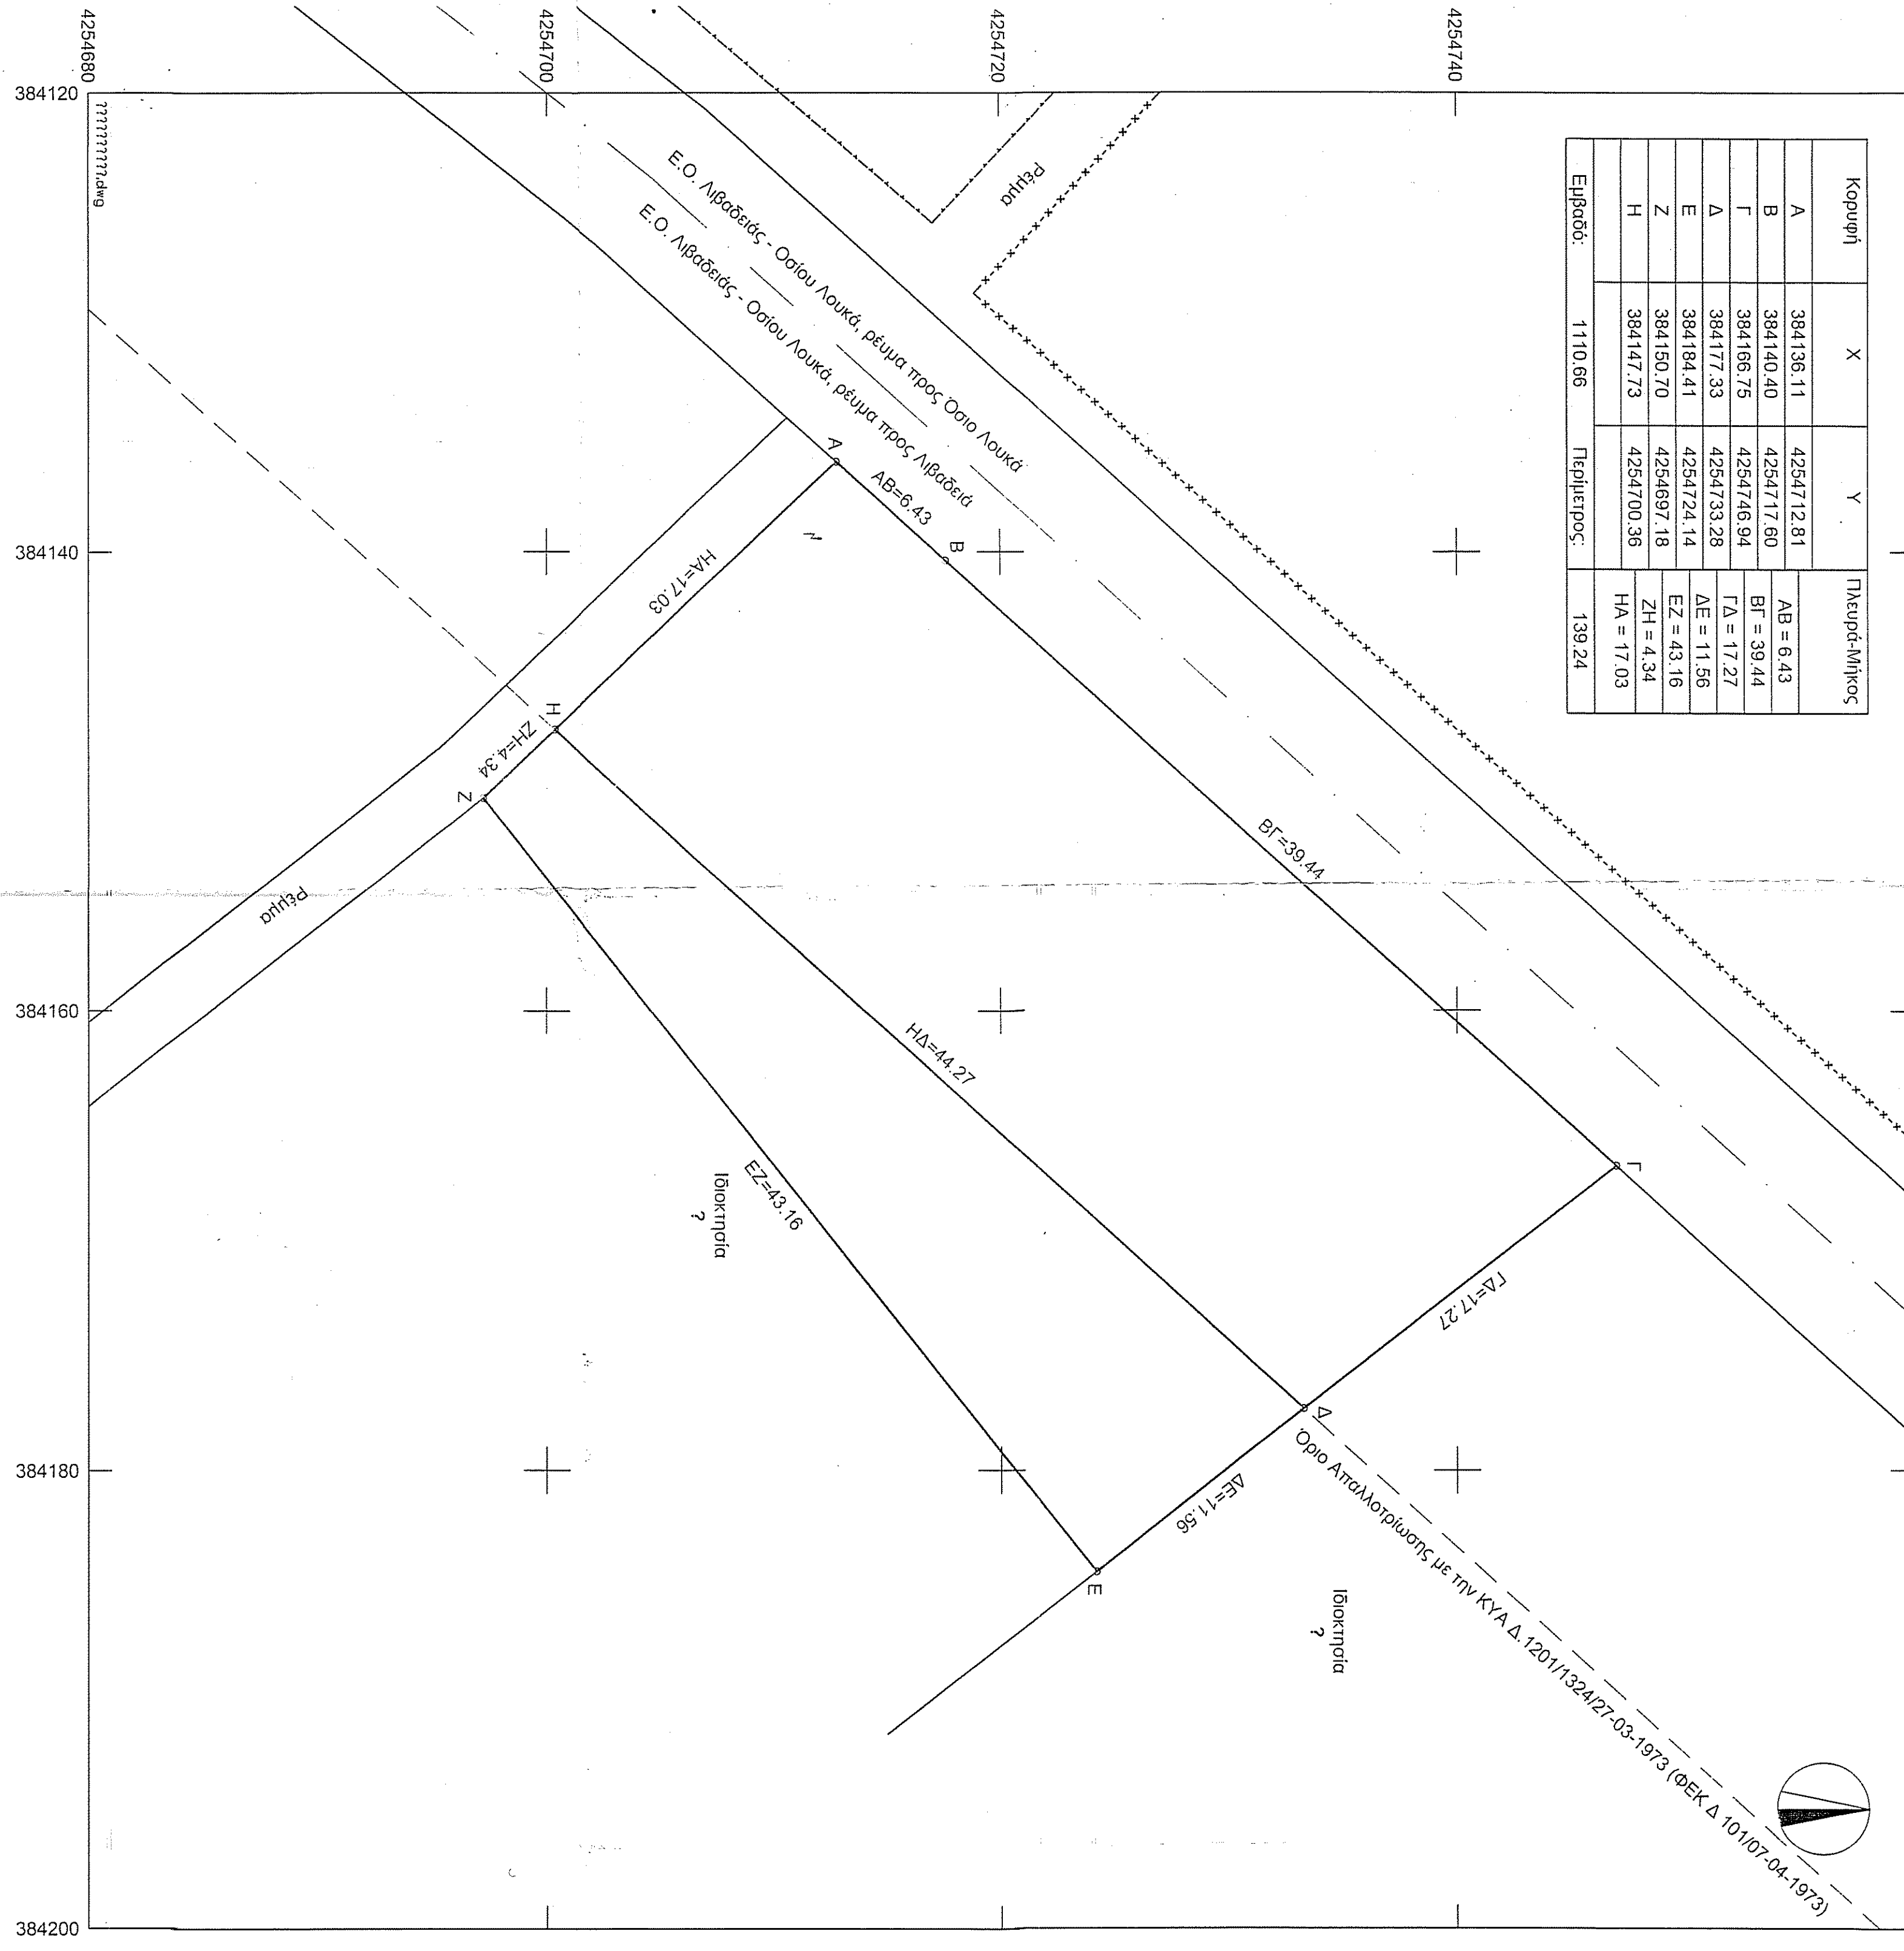 Κορυφή Χ Υ Πλευρά-Μήκος
Α 384136.11 4254712.81 ΑΒ = 6.43
Β 384140.40 4254717.60 ΒΓ = 39.44
Γ 384166.75 4254746.94 ΓΔ = 17.27
Δ 384177.33 4254733.28 ΔΕ = 11.56
Ε 384184.41 4254724.14 ΕΖ = 43.16
Ζ 384150.70 4254697.18 ΖΗ = 4.34
Η 384147.73 4254700.36 ΗΑ = 17.03
Εμβαδό: 1110.66 Περίμετρος: 139.24
4254740
4254720
4254700
4254680
384120
384140
384160
384180
384200
ρέμμα
Ε.Ο. Λιβαδειάς - Οσίου Λουκά, ρέυμα προς Όσιο Λουκά
Ε.Ο. Λιβαδειάς - Οσίου Λουκά, ρέυμα προς Λιβαδειά
Α
ΑΒ=6.43
Β
ΒΓ=39.44
Γ
ΓΔ=17.27
Δ
ΔΕ=11.56
Ε
ΕΖ=43.16
Ζ
ΖΗ=4.34
Η
ΗΑ=17.03
ΗΔ=44.27
Όριο Απαλλοτρίωσης με την ΚΥΑ Δ.1201/1324/27-03-1973 (ΦΕΚ Δ 101/07-04-1973)
Ιδιοκτησία
?
Ιδιοκτησία
?
Ρέμμα
???????????.dwg